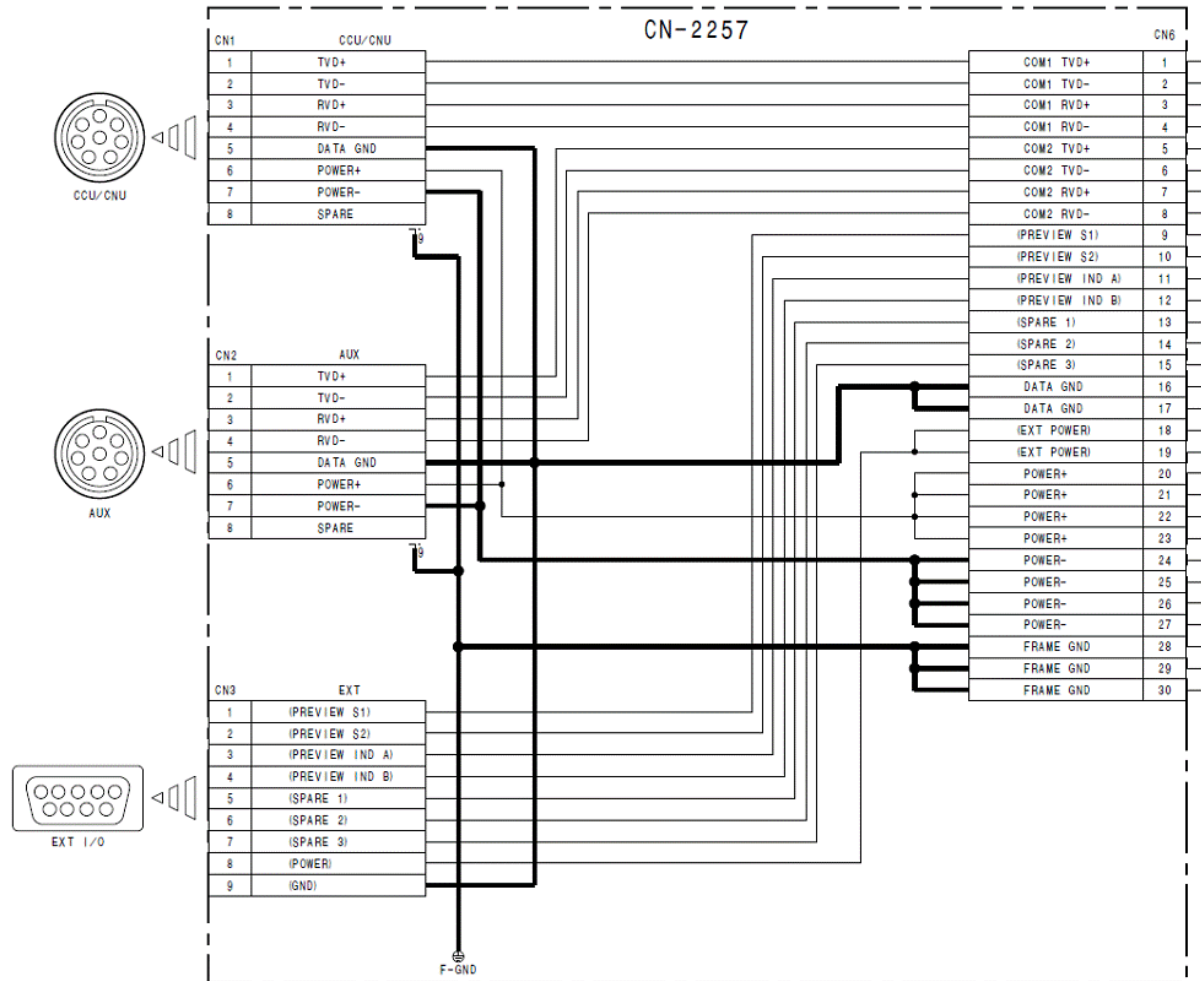 CN-2257
CN1 CCU/CNU
1 TVD+
2 TVD-
3 RVD+
4 RVD-
5 DATA GND
6 POWER+
7 POWER-
8 SPARE
9
CCU/CNU
CN2 AUX
1 TVD+
2 TVD-
3 RVD+
4 RVD-
5 DATA GND
6 POWER+
7 POWER-
8 SPARE
9
AUX
CN3 EXT
1 (PREVIEW S1)
2 (PREVIEW S2)
3 (PREVIEW IND A)
4 (PREVIEW IND B)
5 (SPARE 1)
6 (SPARE 2)
7 (SPARE 3)
8 (POWER)
9 (GND)
EXT I/O
F-GND
CN6
COM1 TVD+ 1
COM1 TVD- 2
COM1 RVD+ 3
COM1 RVD- 4
COM2 TVD+ 5
COM2 TVD- 6
COM2 RVD+ 7
COM2 RVD- 8
(PREVIEW S1) 9
(PREVIEW S2) 10
(PREVIEW IND A) 11
(PREVIEW IND B) 12
(SPARE 1) 13
(SPARE 2) 14
(SPARE 3) 15
DATA GND 16
DATA GND 17
(EXT POWER) 18
(EXT POWER) 19
POWER+ 20
POWER+ 21
POWER+ 22
POWER+ 23
POWER- 24
POWER- 25
POWER- 26
POWER- 27
FRAME GND 28
FRAME GND 29
FRAME GND 30